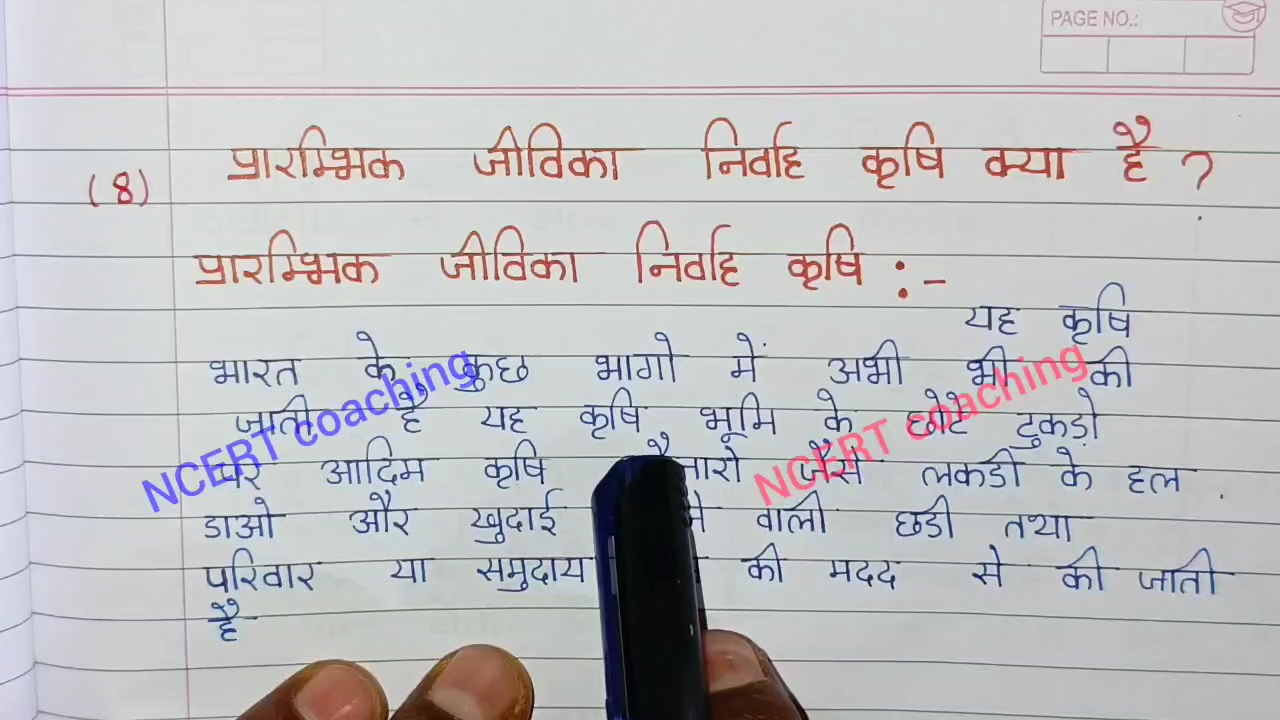 PAGE NO.:
(8) प्रारम्भिक जीविका निर्वाह कृषि क्या है ?
प्रारम्भिक जीविका निर्वाह कृषि :-
यह कृषि
भारत के कुछ भागो में अभी भी की
जाती है यह कृषि भूमि के छोटे टुकड़ो
पर आदिम कृषि जैसे लकडी के हल
डाओ और खुदाई वाली छडी तथा
परिवार या समुदाय की मदद से की जाती
है
NCERT coaching
NCERT coaching